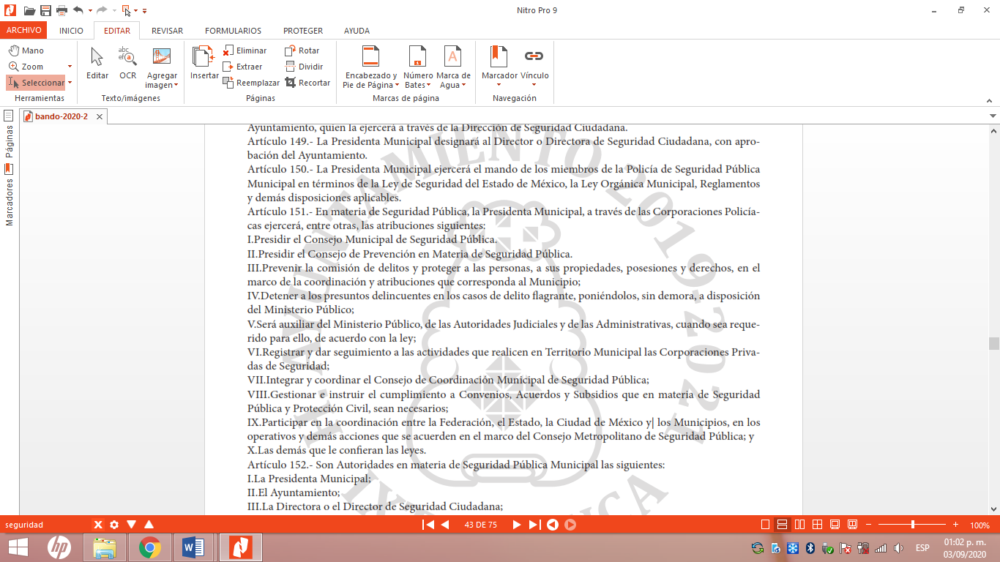 Nitro Pro 9
ARCHIVO INICIO EDITAR REVISAR FORMULARIOS PROTEGER AYUDA
Mano
Zoom
Seleccionar
Herramientas
Editar
OCR
Agregar imagen
Texto/imágenes
Insertar
Eliminar
Extraer
Reemplazar
Rotar
Dividir
Recortar
Páginas
Encabezado y Pie de Página
Número Bates
Marca de Agua
Marcas de página
Marcador
Vínculo
Navegación
bando-2020-2
Páginas
Marcadores
Ayuntamiento, quien la ejercerá a través de la Dirección de Seguridad Ciudadana.
Artículo 149.- La Presidenta Municipal designará al Director o Directora de Seguridad Ciudadana, con apro-
bación del Ayuntamiento.
Artículo 150.- La Presidenta Municipal ejercerá el mando de los miembros de la Policía de Seguridad Pública
Municipal en términos de la Ley de Seguridad del Estado de México, la Ley Orgánica Municipal, Reglamentos
y demás disposiciones aplicables.
Artículo 151.- En materia de Seguridad Pública, la Presidenta Municipal, a través de las Corporaciones Policía-
cas ejercerá, entre otras, las atribuciones siguientes:
I.Presidir el Consejo Municipal de Seguridad Pública.
II.Presidir el Consejo de Prevención en Materia de Seguridad Pública.
III.Prevenir la comisión de delitos y proteger a las personas, a sus propiedades, posesiones y derechos, en el
marco de la coordinación y atribuciones que corresponda al Municipio;
IV.Detener a los presuntos delincuentes en los casos de delito flagrante, poniéndolos, sin demora, a disposición
del Ministerio Público;
V.Será auxiliar del Ministerio Público, de las Autoridades Judiciales y de las Administrativas, cuando sea reque-
rido para ello, de acuerdo con la ley;
VI.Registrar y dar seguimiento a las actividades que realicen en Territorio Municipal las Corporaciones Priva-
das de Seguridad;
VII.Integrar y coordinar el Consejo de Coordinación Municipal de Seguridad Pública;
VIII.Gestionar e instruir el cumplimiento a Convenios, Acuerdos y Subsidios que en materia de Seguridad
Pública y Protección Civil, sean necesarios;
IX.Participar en la coordinación entre la Federación, el Estado, la Ciudad de México y los Municipios, en los
operativos y demás acciones que se acuerden en el marco del Consejo Metropolitano de Seguridad Pública; y
X.Las demás que le confieran las leyes.
Artículo 152.- Son Autoridades en materia de Seguridad Pública Municipal las siguientes:
I.La Presidenta Municipal;
II.El Ayuntamiento;
III.La Directora o el Director de Seguridad Ciudadana;
H. AYUNTAMIENTO 2019-2021
seguridad
43 DE 75
100%
hp
ESP
01:02 p. m.
03/09/2020